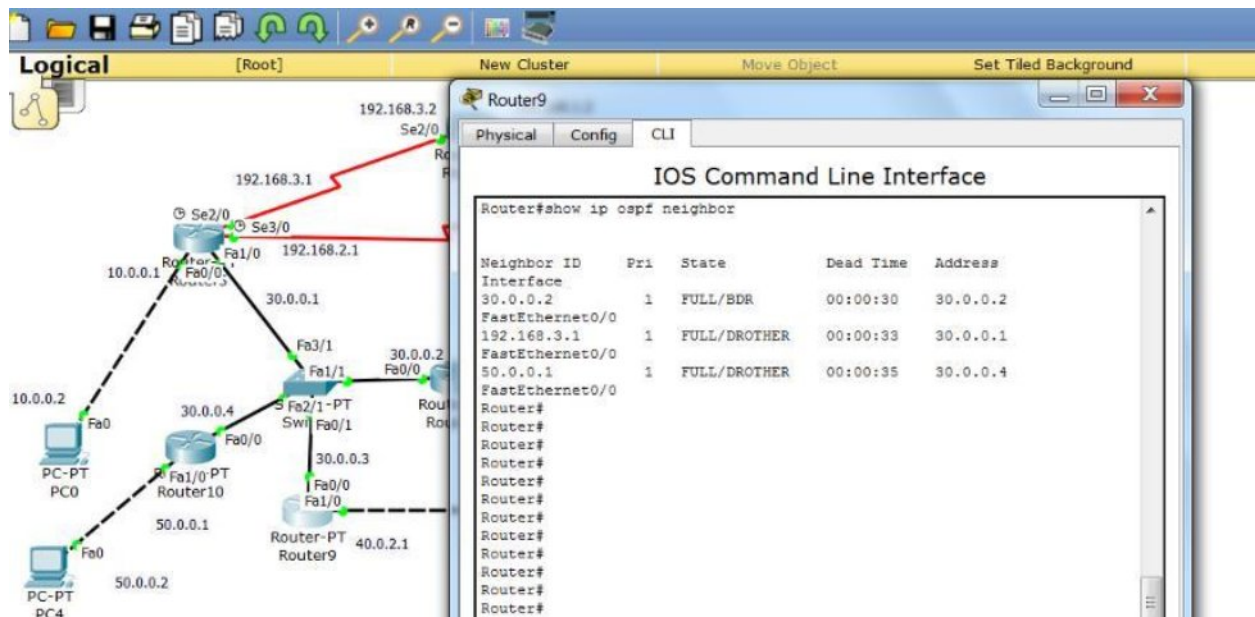 Logical [Root] New Cluster Move Object Set Tiled Background
Router9
Physical Config CLI
IOS Command Line Interface
Router#show ip ospf neighbor
Neighbor ID Pri State Dead Time Address
Interface
30.0.0.2 1 FULL/BDR 00:00:30 30.0.0.2
FastEthernet0/0
192.168.3.1 1 FULL/DROTHER 00:00:33 30.0.0.1
FastEthernet0/0
50.0.0.1 1 FULL/DROTHER 00:00:35 30.0.0.4
FastEthernet0/0
Router#
Router#
Router#
Router#
Router#
Router#
Router#
Router#
Router#
Router#
Router#
Router#
192.168.3.2
Se2/0
192.168.3.1
Se2/0
Se3/0
192.168.2.1
Fa1/0
10.0.0.1
Fa0/0
30.0.0.1
Fa3/1
30.0.0.2
Fa1/1
Fa0/0
10.0.0.2
Fa0
30.0.0.4
Fa2/1-PT
Fa0/1
Fa0/0
30.0.0.3
PC-PT
PC0
Fa1/0
Router10
Fa0/0
Fa1/0
50.0.0.1
Router-PT
Router9
40.0.2.1
Fa0
50.0.0.2
PC-PT
PC4